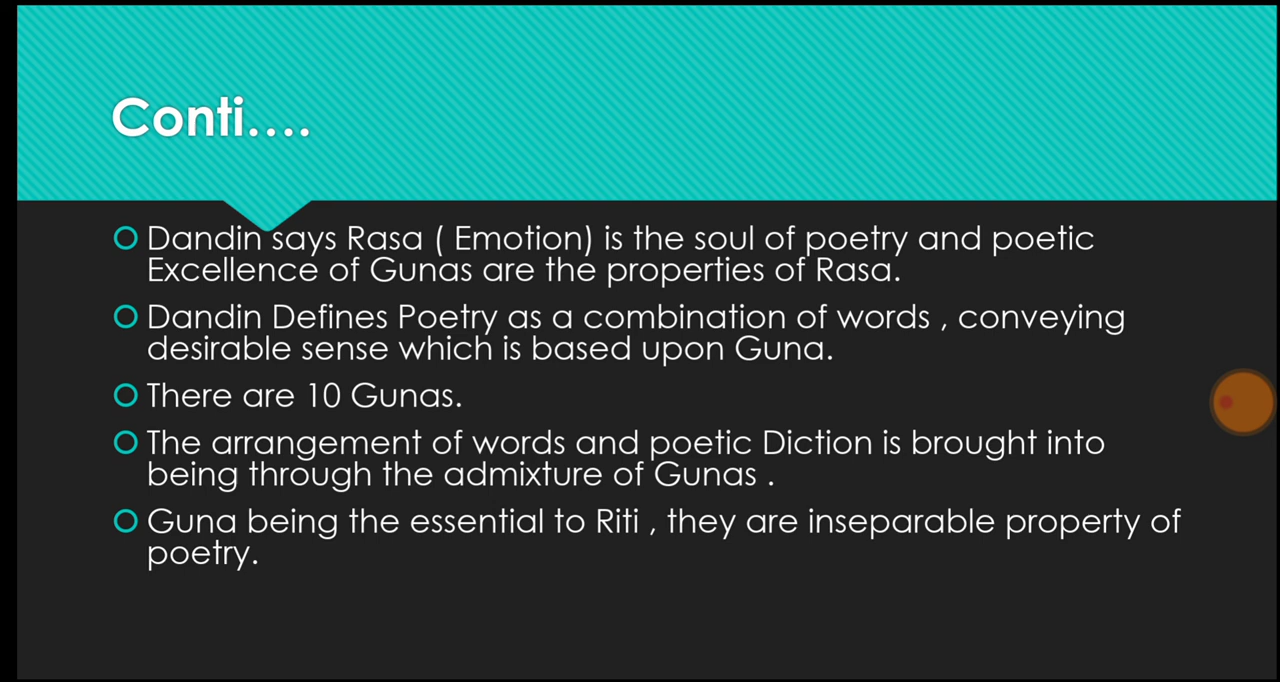 Conti....
Dandin says Rasa ( Emotion) is the soul of poetry and poetic
Excellence of Gunas are the properties of Rasa.
Dandin Defines Poetry as a combination of words , conveying
desirable sense which is based upon Guna.
There are 10 Gunas.
The arrangement of words and poetic Diction is brought into
being through the admixture of Gunas .
Guna being the essential to Riti , they are inseparable property of
poetry.